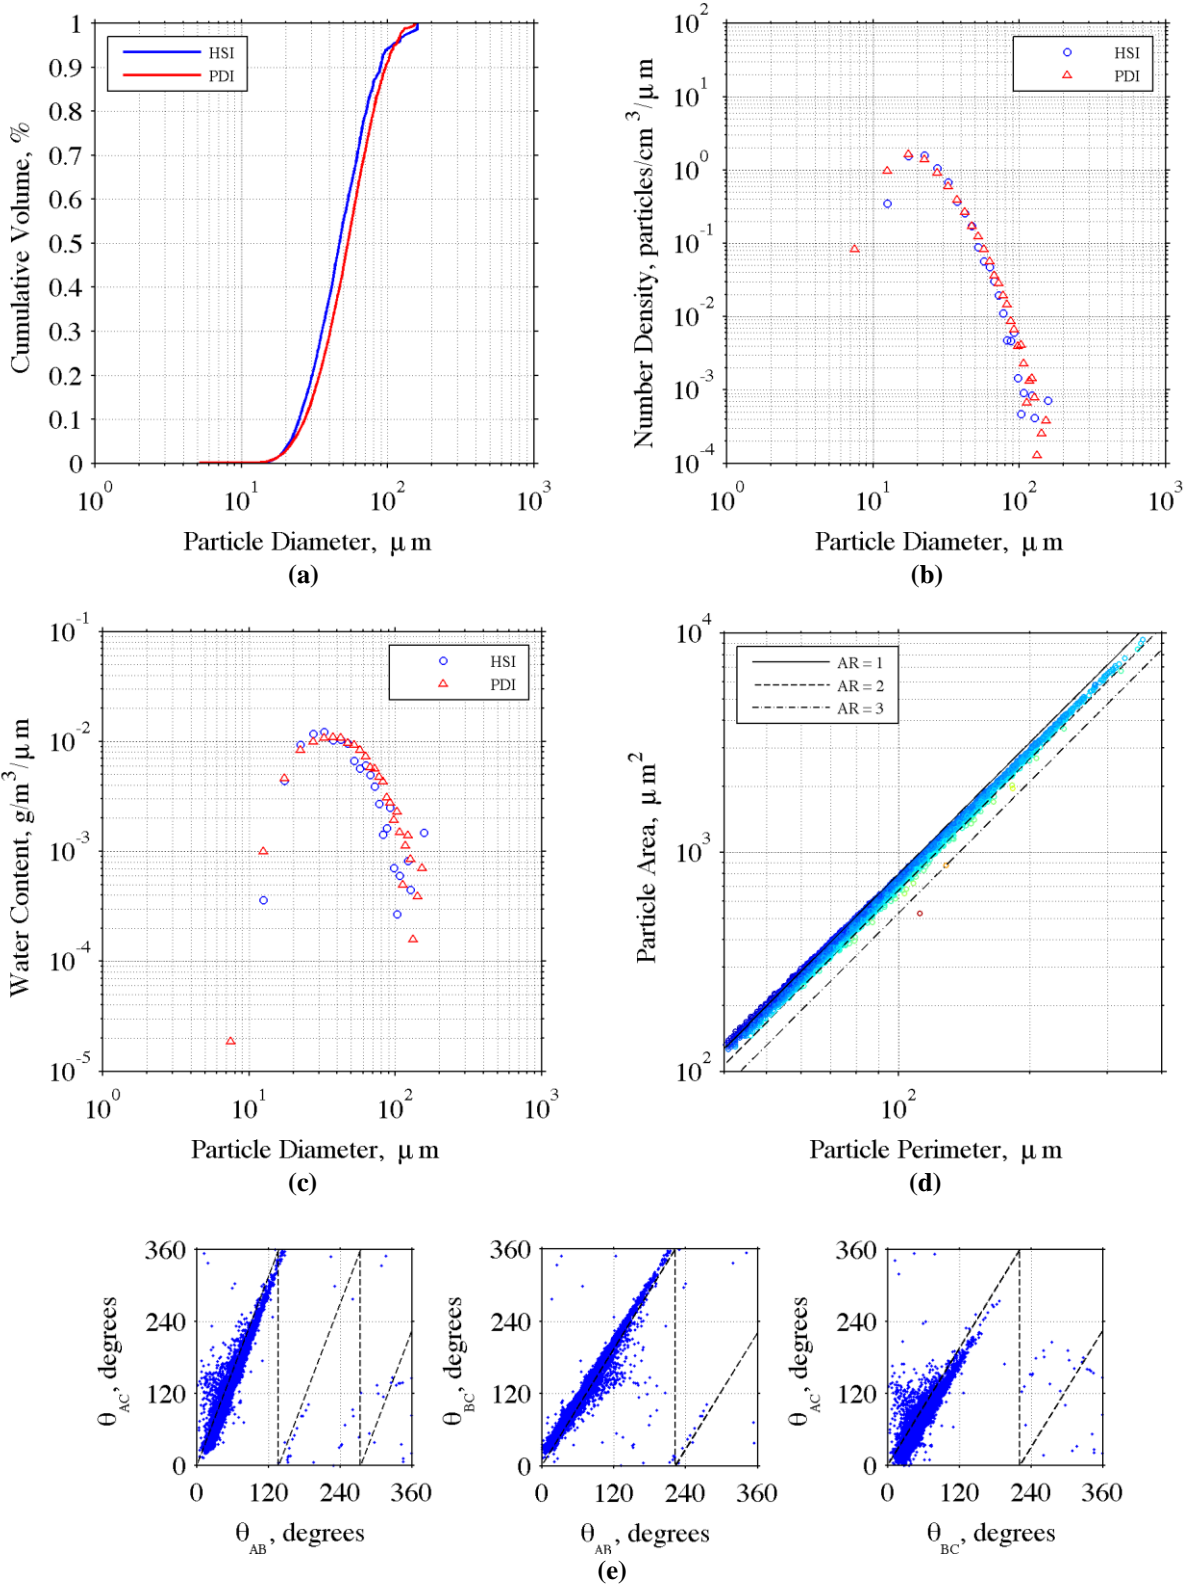 1
0.9
0.8
0.7
0.6
0.5
0.4
0.3
0.2
0.1
0
Cumulative Volume, %
HSI
PDI
10^0 10^1 10^2 10^3
Particle Diameter, μ m
(a)
10^2
10^1
10^0
10^-1
10^-2
10^-3
10^-4
Number Density, particles/cm^3/μ m
HSI
PDI
10^0 10^1 10^2 10^3
Particle Diameter, μ m
(b)
10^-1
10^-2
10^-3
10^-4
10^-5
Water Content, g/m^3/μ m
HSI
PDI
10^0 10^1 10^2 10^3
Particle Diameter, μ m
(c)
10^4
10^3
10^2
Particle Area, μ m^2
AR = 1
AR = 2
AR = 3
10^2
Particle Perimeter, μ m
(d)
360
240
120
0
θ_AC, degrees
0 120 240 360
θ_AB, degrees
360
240
120
0
θ_BC, degrees
0 120 240 360
θ_AB, degrees
360
240
120
0
θ_AC, degrees
0 120 240 360
θ_BC, degrees
(e)